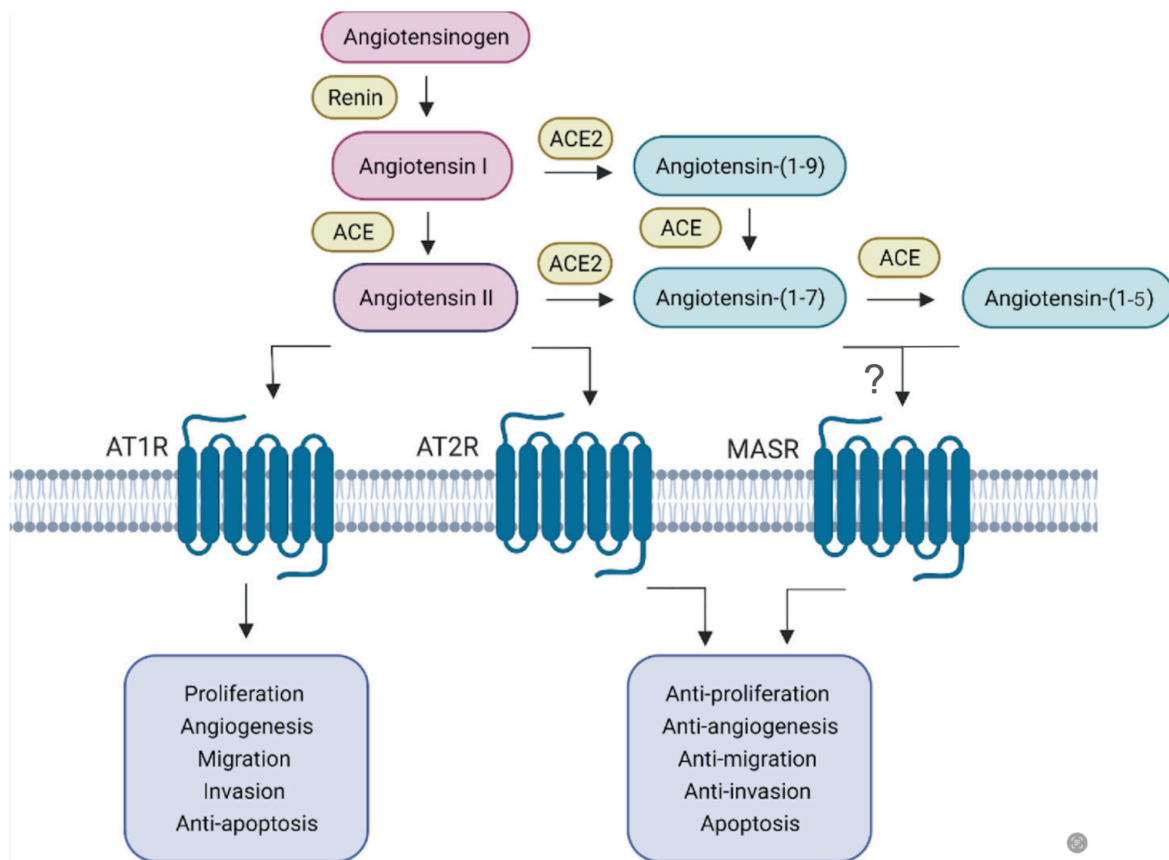 Angiotensinogen
Renin
ACE2
Angiotensin I
Angiotensin-(1-9)
ACE
ACE
ACE2
ACE
Angiotensin II
Angiotensin-(1-7)
Angiotensin-(1-5)
?
AT1R
AT2R
MASR
Proliferation
Angiogenesis
Migration
Invasion
Anti-apoptosis
Anti-proliferation
Anti-angiogenesis
Anti-migration
Anti-invasion
Apoptosis